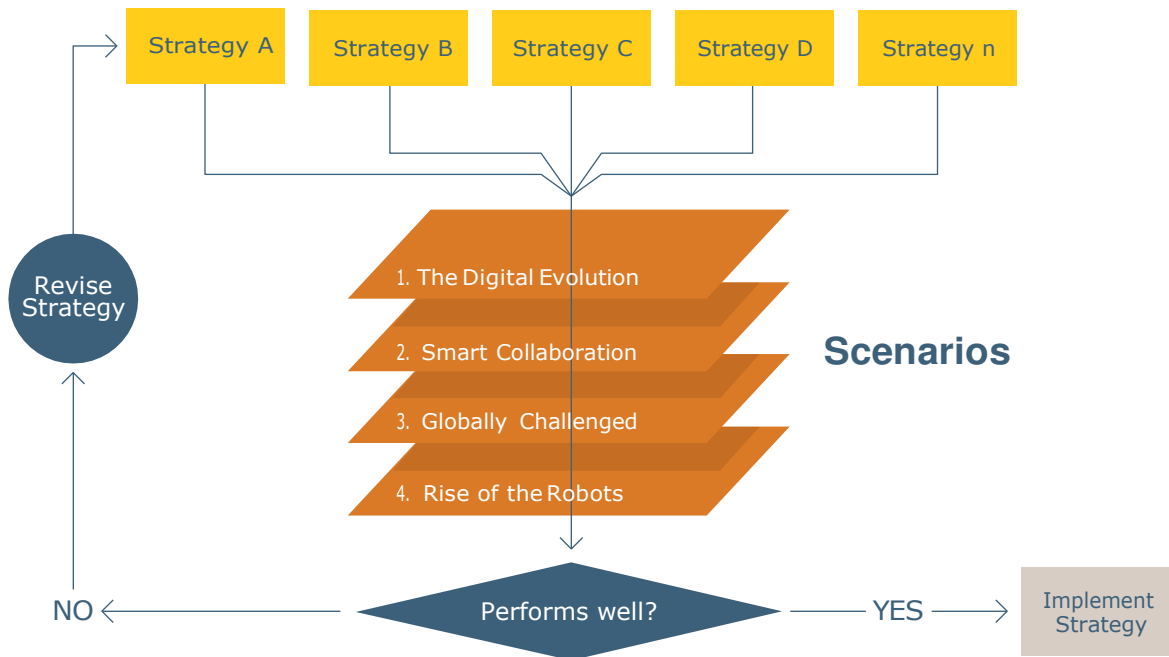 Strategy A
Strategy B
Strategy C
Strategy D
Strategy n
Revise
Strategy
1. The Digital Evolution
2. Smart Collaboration
3. Globally Challenged
4. Rise of the Robots
Scenarios
NO
Performs well?
YES
Implement
Strategy